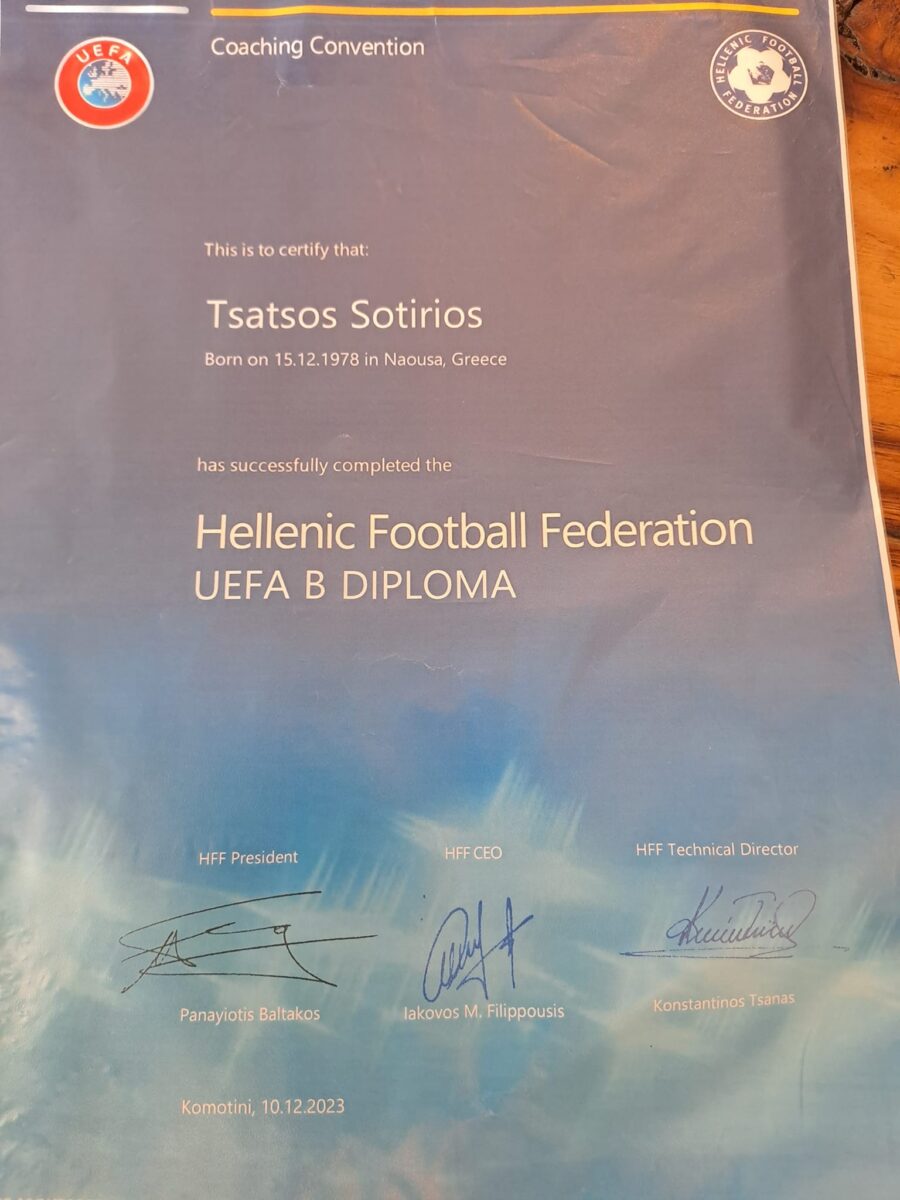 UEFA
Coaching Convention
HELLENIC FOOTBALL FEDERATION
This is to certify that:
Tsatsos Sotirios
Born on 15.12.1978 in Naousa, Greece
has successfully completed the
Hellenic Football Federation
UEFA B DIPLOMA
HFF President
HFF CEO
HFF Technical Director
Panayiotis Baltakos
Iakovos M. Filippousis
Konstantinos Tsanas
Komotini, 10.12.2023